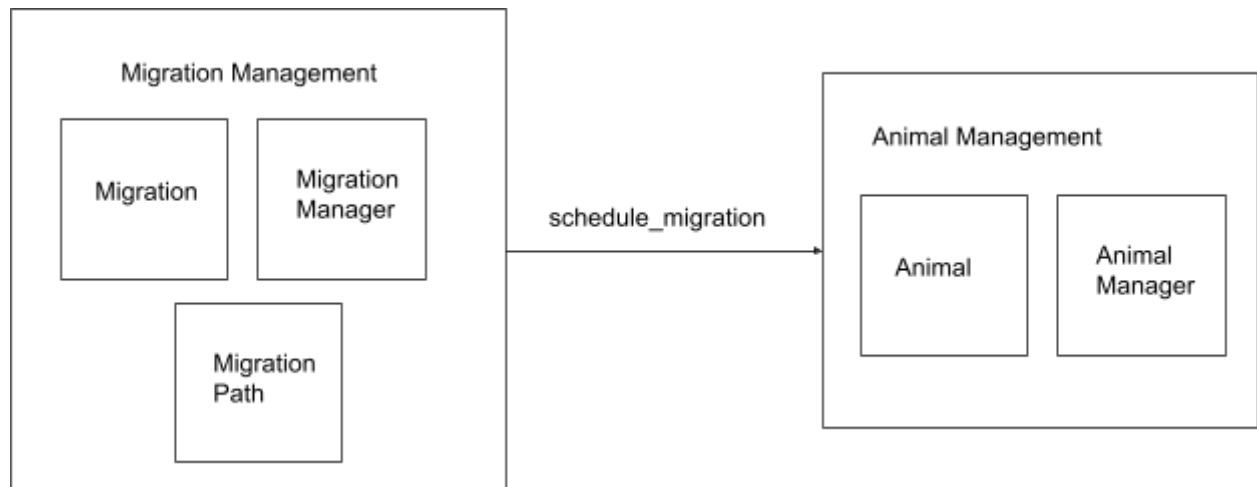 Migration Management
Migration
Migration
Manager
Migration
Path
schedule_migration
Animal Management
Animal
Animal
Manager